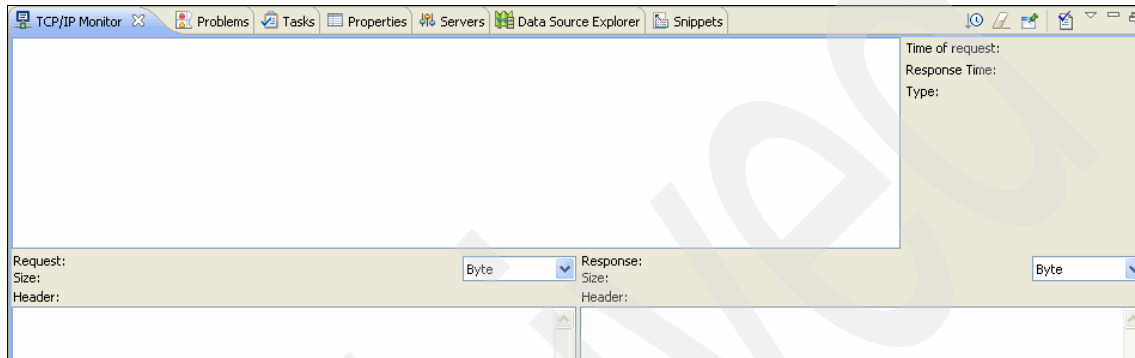 TCP/IP Monitor Problems Tasks Properties Servers Data Source Explorer Snippets
Time of request:
Response Time:
Type:
Request:
Size:
Byte
Header:
Response:
Size:
Byte
Header: